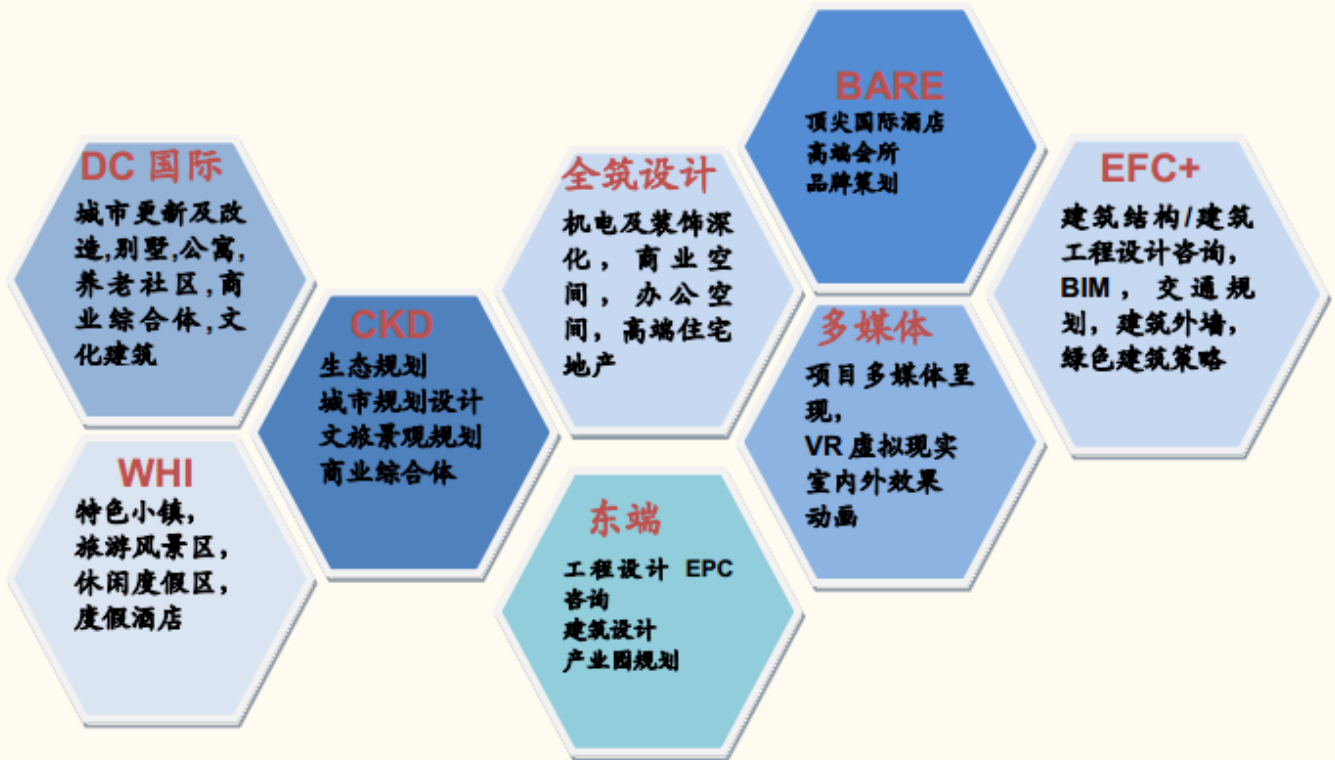 DC 国际
城市更新及改
造,别墅,公寓,
养老社区,商
业综合体,文
化建筑
WHI
特色小镇，
旅游风景区，
休闲度假区，
度假酒店
CKD
生态规划
城市规划设计
文旅景观规划
商业综合体
全筑设计
机电及装饰深
化，商业空
间，办公空
间，高端住宅
地产
东端
工程设计 EPC
咨询
建筑设计
产业园规划
BARE
顶尖国际酒店
高端会所
品牌策划
多媒体
项目多媒体呈
现，
VR 虚拟现实
室内外效果
动画
EFC+
建筑结构/建筑
工程设计咨询，
BIM，交通规
划，建筑外墙，
绿色建筑策略